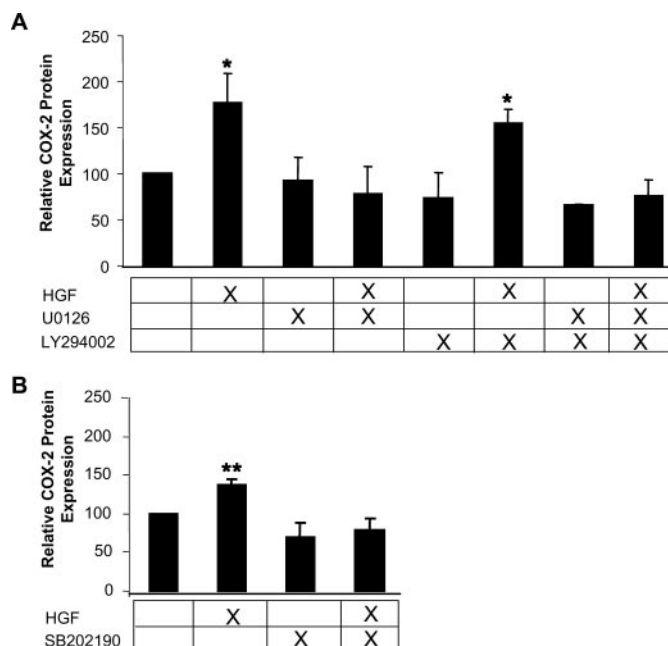 A
Relative COX-2 Protein
Expression
250
200
150
100
50
0
*
*
HGF X X X X
U0126 X X X X
LY294002 X X X X
B
Relative COX-2 Protein
Expression
250
200
150
100
50
0
**
HGF X X
SB202190 X X